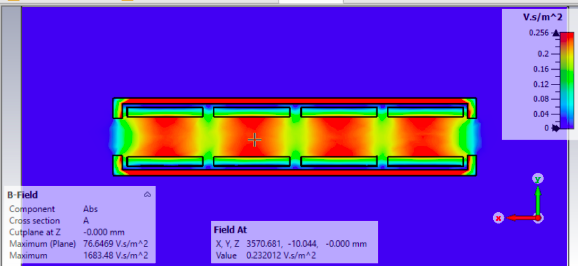 V.s/m^2
0.256
0.2
0.16
0.12
0.08
0.04
0
y
x
B-Field
Component Abs
Cross section A
Cutplane at Z -0.000 mm
Maximum (Plane) 76.6469 V.s/m^2
Maximum 1683.48 V.s/m^2
Field At
X, Y, Z 3570.681, -10.044, -0.000 mm
Value 0.232012 V.s/m^2